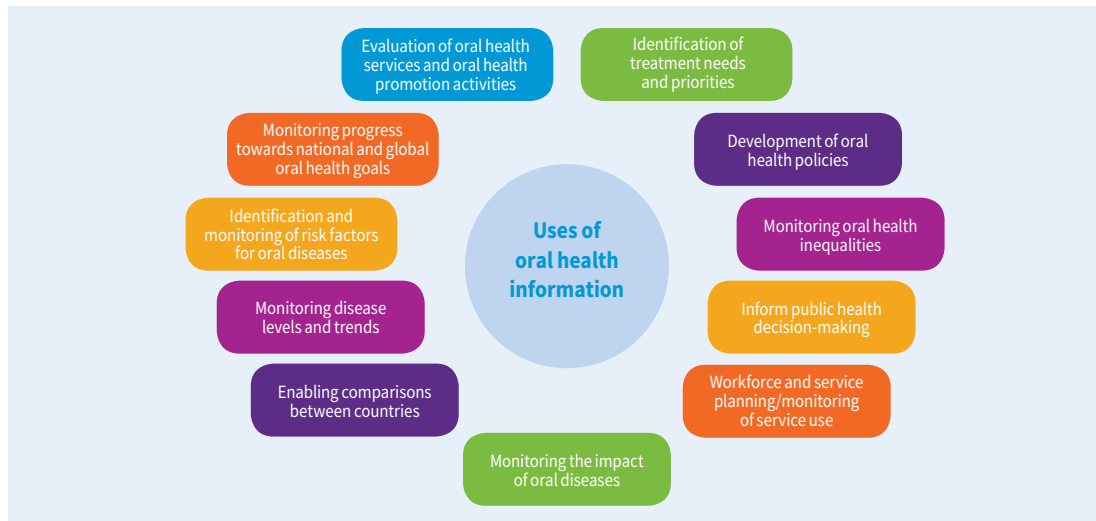 Evaluation of oral health
services and oral health
promotion activities
Identification of
treatment needs
and priorities
Monitoring progress
towards national and global
oral health goals
Development of oral
health policies
Identification and
monitoring of risk factors
for oral diseases
Uses of
oral health
information
Monitoring oral health
inequalities
Monitoring disease
levels and trends
Inform public health
decision-making
Enabling comparisons
between countries
Workforce and service
planning/monitoring
of service use
Monitoring the impact
of oral diseases